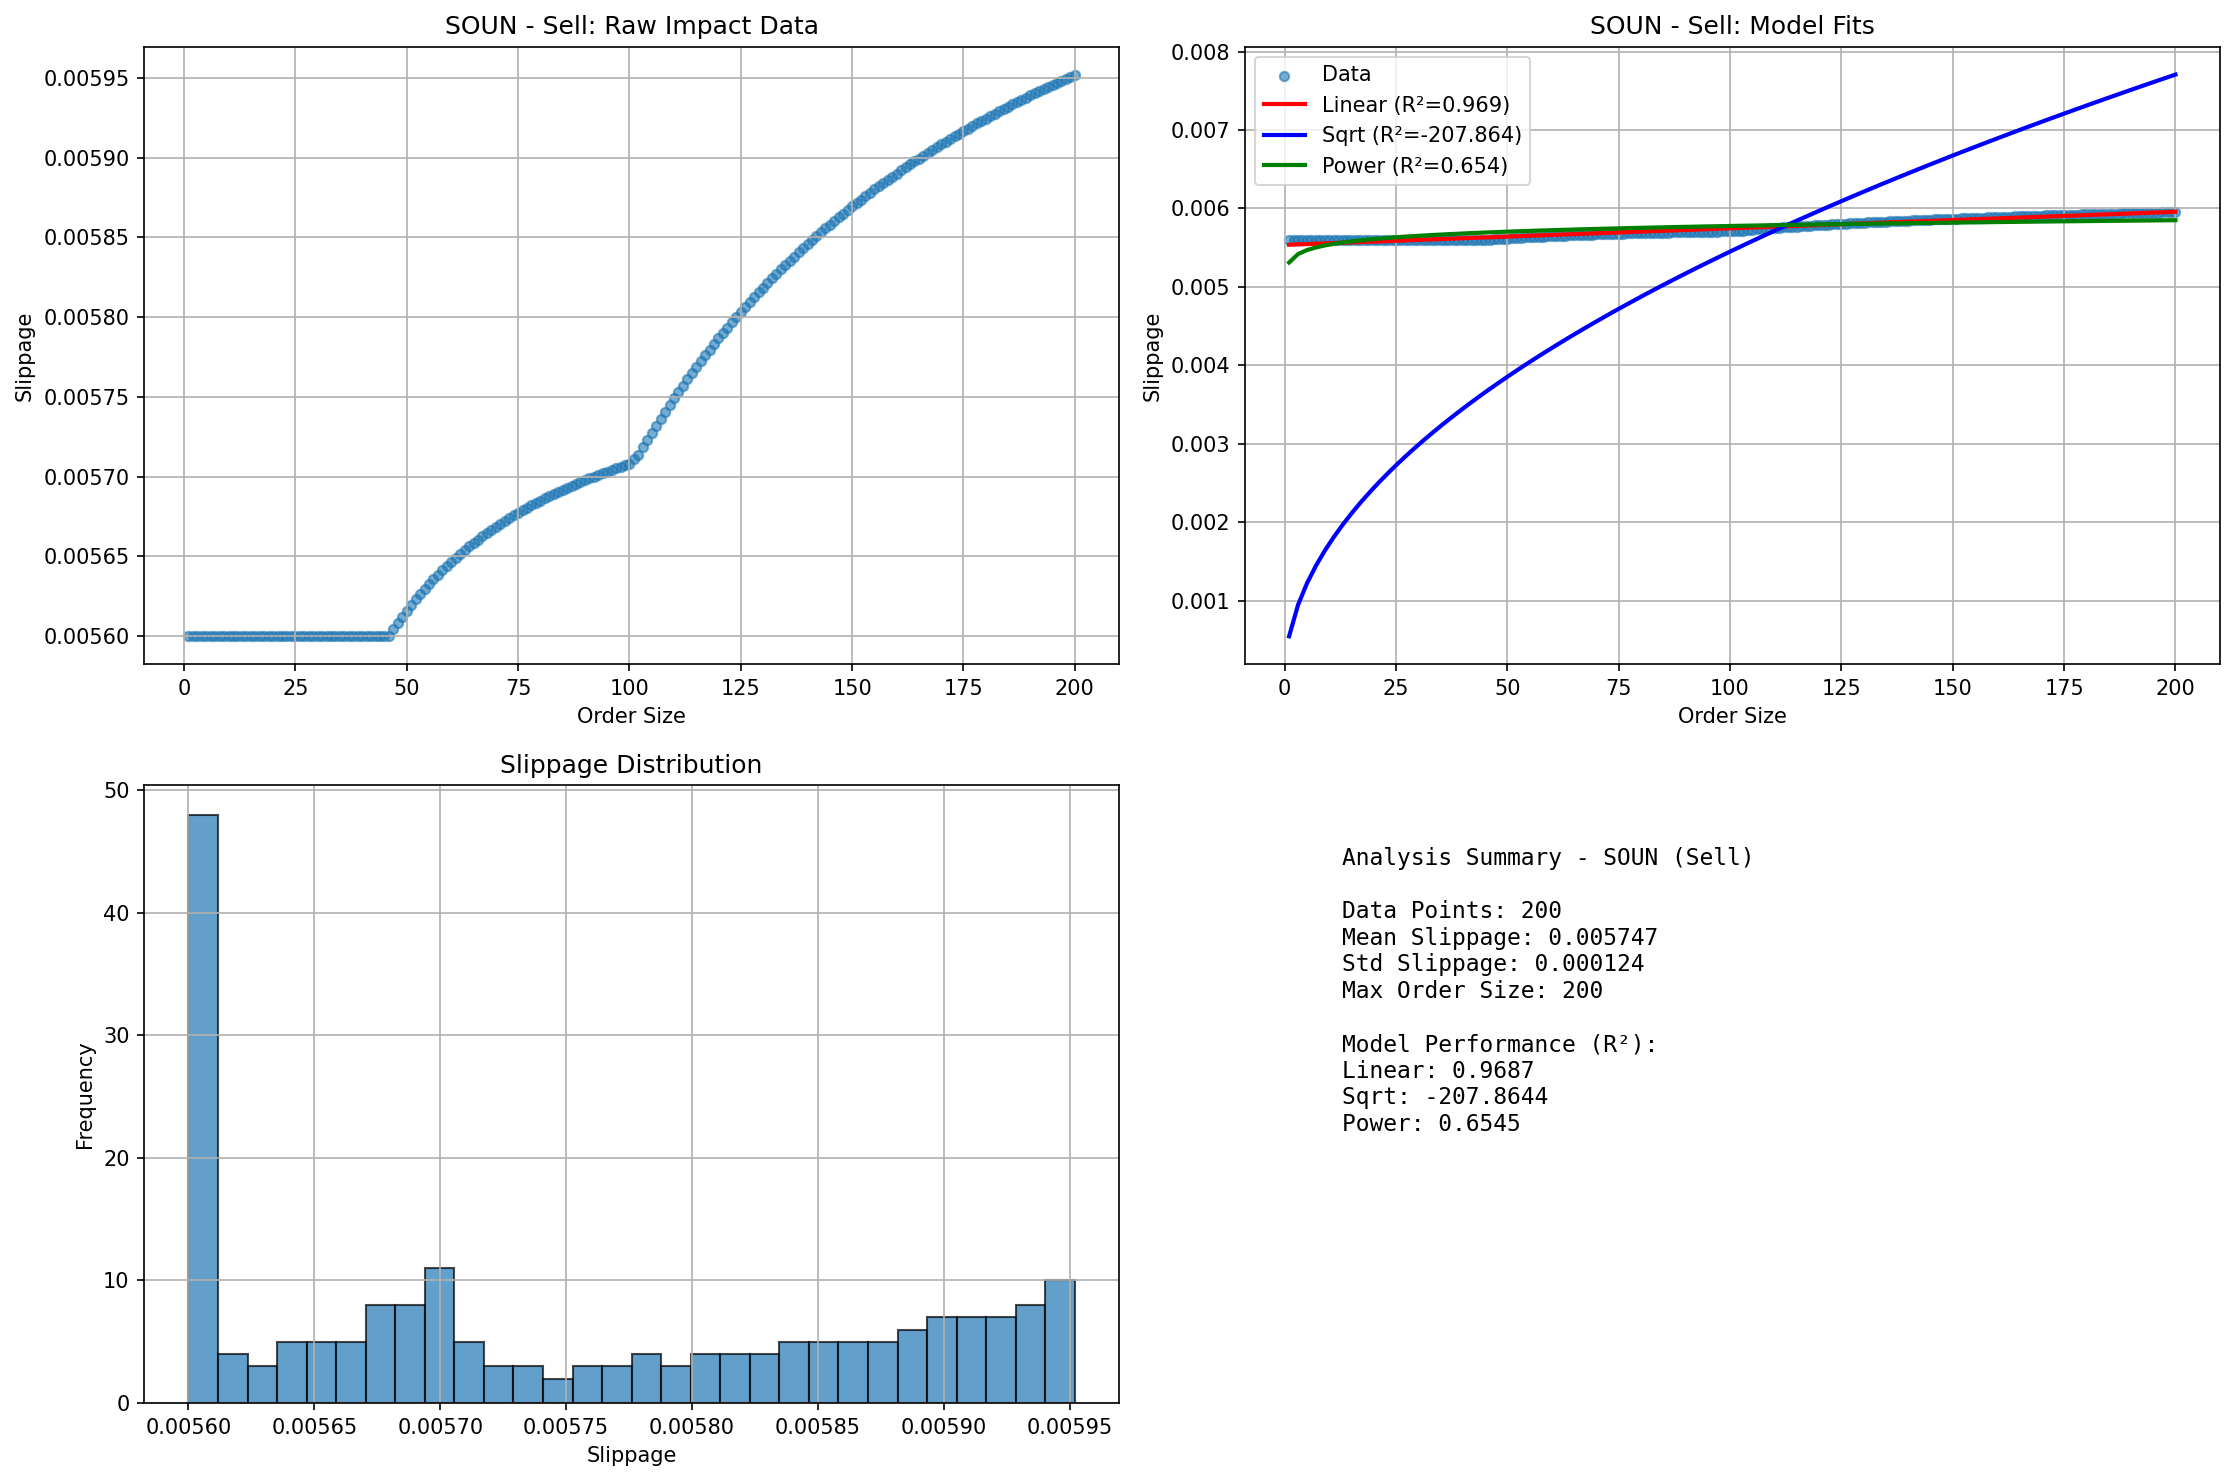 SOUN - Sell: Raw Impact Data
0.00595
0.00590
0.00585
0.00580
0.00575
0.00570
0.00565
0.00560
Slippage
0 25 50 75 100 125 150 175 200
Order Size
SOUN - Sell: Model Fits
0.008
0.007
0.006
0.005
0.004
0.003
0.002
0.001
Slippage
Data
Linear (R²=0.969)
Sqrt (R²=-207.864)
Power (R²=0.654)
0 25 50 75 100 125 150 175 200
Order Size
Slippage Distribution
50
40
30
20
10
0
Frequency
0.00560 0.00565 0.00570 0.00575 0.00580 0.00585 0.00590 0.00595
Slippage
Analysis Summary - SOUN (Sell)
Data Points: 200
Mean Slippage: 0.005747
Std Slippage: 0.000124
Max Order Size: 200
Model Performance (R²):
Linear: 0.9687
Sqrt: -207.8644
Power: 0.6545